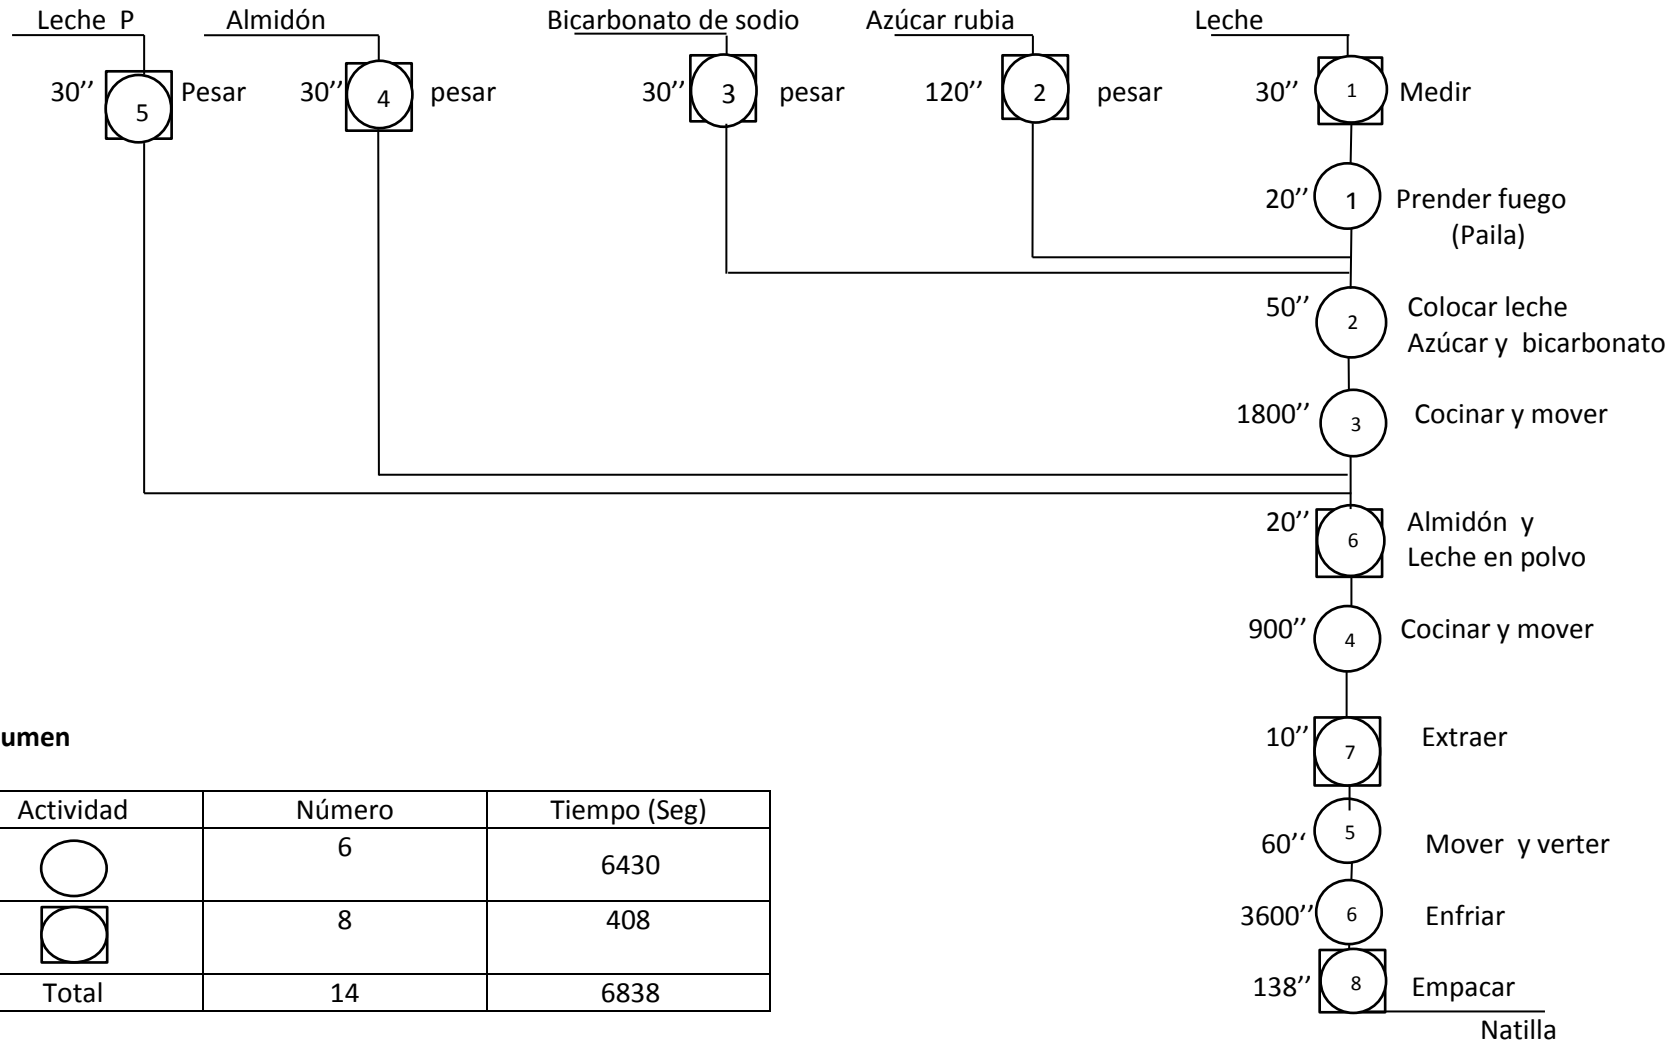 Leche P
Almidón
Bicarbonato de sodio
Azúcar rubia
Leche
30’’ 5 Pesar
30’’ 4 pesar
30’’ 3 pesar
120’’ 2 pesar
30’’ 1 Medir
20’’ 1 Prender fuego
(Paila)
50’’ 2 Colocar leche
Azúcar y bicarbonato
1800’’ 3 Cocinar y mover
20’’ 6 Almidón y
Leche en polvo
900’’ 4 Cocinar y mover
10’’ 7 Extraer
60’’ 5 Mover y verter
3600’’ 6 Enfriar
138’’ 8 Empacar
Natilla
umen
Actividad Número Tiempo (Seg)
6 6430
8 408
Total 14 6838